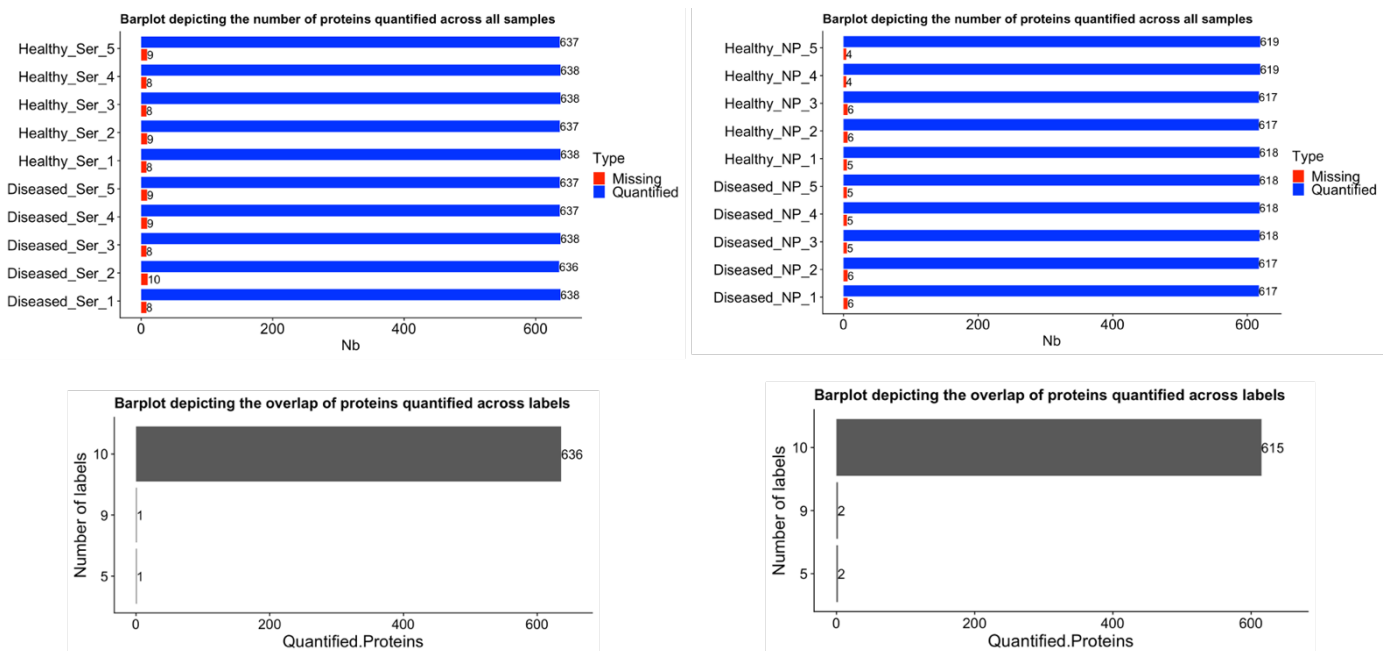 Barplot depicting the number of proteins quantified across all samples
Healthy_Ser_5
637
9
Healthy_Ser_4
638
8
Healthy_Ser_3
638
8
Healthy_Ser_2
637
9
Healthy_Ser_1
638
8
Diseased_Ser_5
637
9
Diseased_Ser_4
637
9
Diseased_Ser_3
638
8
Diseased_Ser_2
636
10
Diseased_Ser_1
638
8
0 200 400 600
Nb
Type
Missing
Quantified
Barplot depicting the number of proteins quantified across all samples
Healthy_NP_5
619
4
Healthy_NP_4
619
4
Healthy_NP_3
617
6
Healthy_NP_2
617
6
Healthy_NP_1
618
5
Diseased_NP_5
618
5
Diseased_NP_4
618
5
Diseased_NP_3
618
5
Diseased_NP_2
617
6
Diseased_NP_1
617
6
0 200 400 600
Nb
Type
Missing
Quantified
Barplot depicting the overlap of proteins quantified across labels
Number of labels
10 636
9 1
5 1
0 200 400 600
Quantified.Proteins
Barplot depicting the overlap of proteins quantified across labels
Number of labels
10 615
9 2
5 2
0 200 400 600
Quantified.Proteins